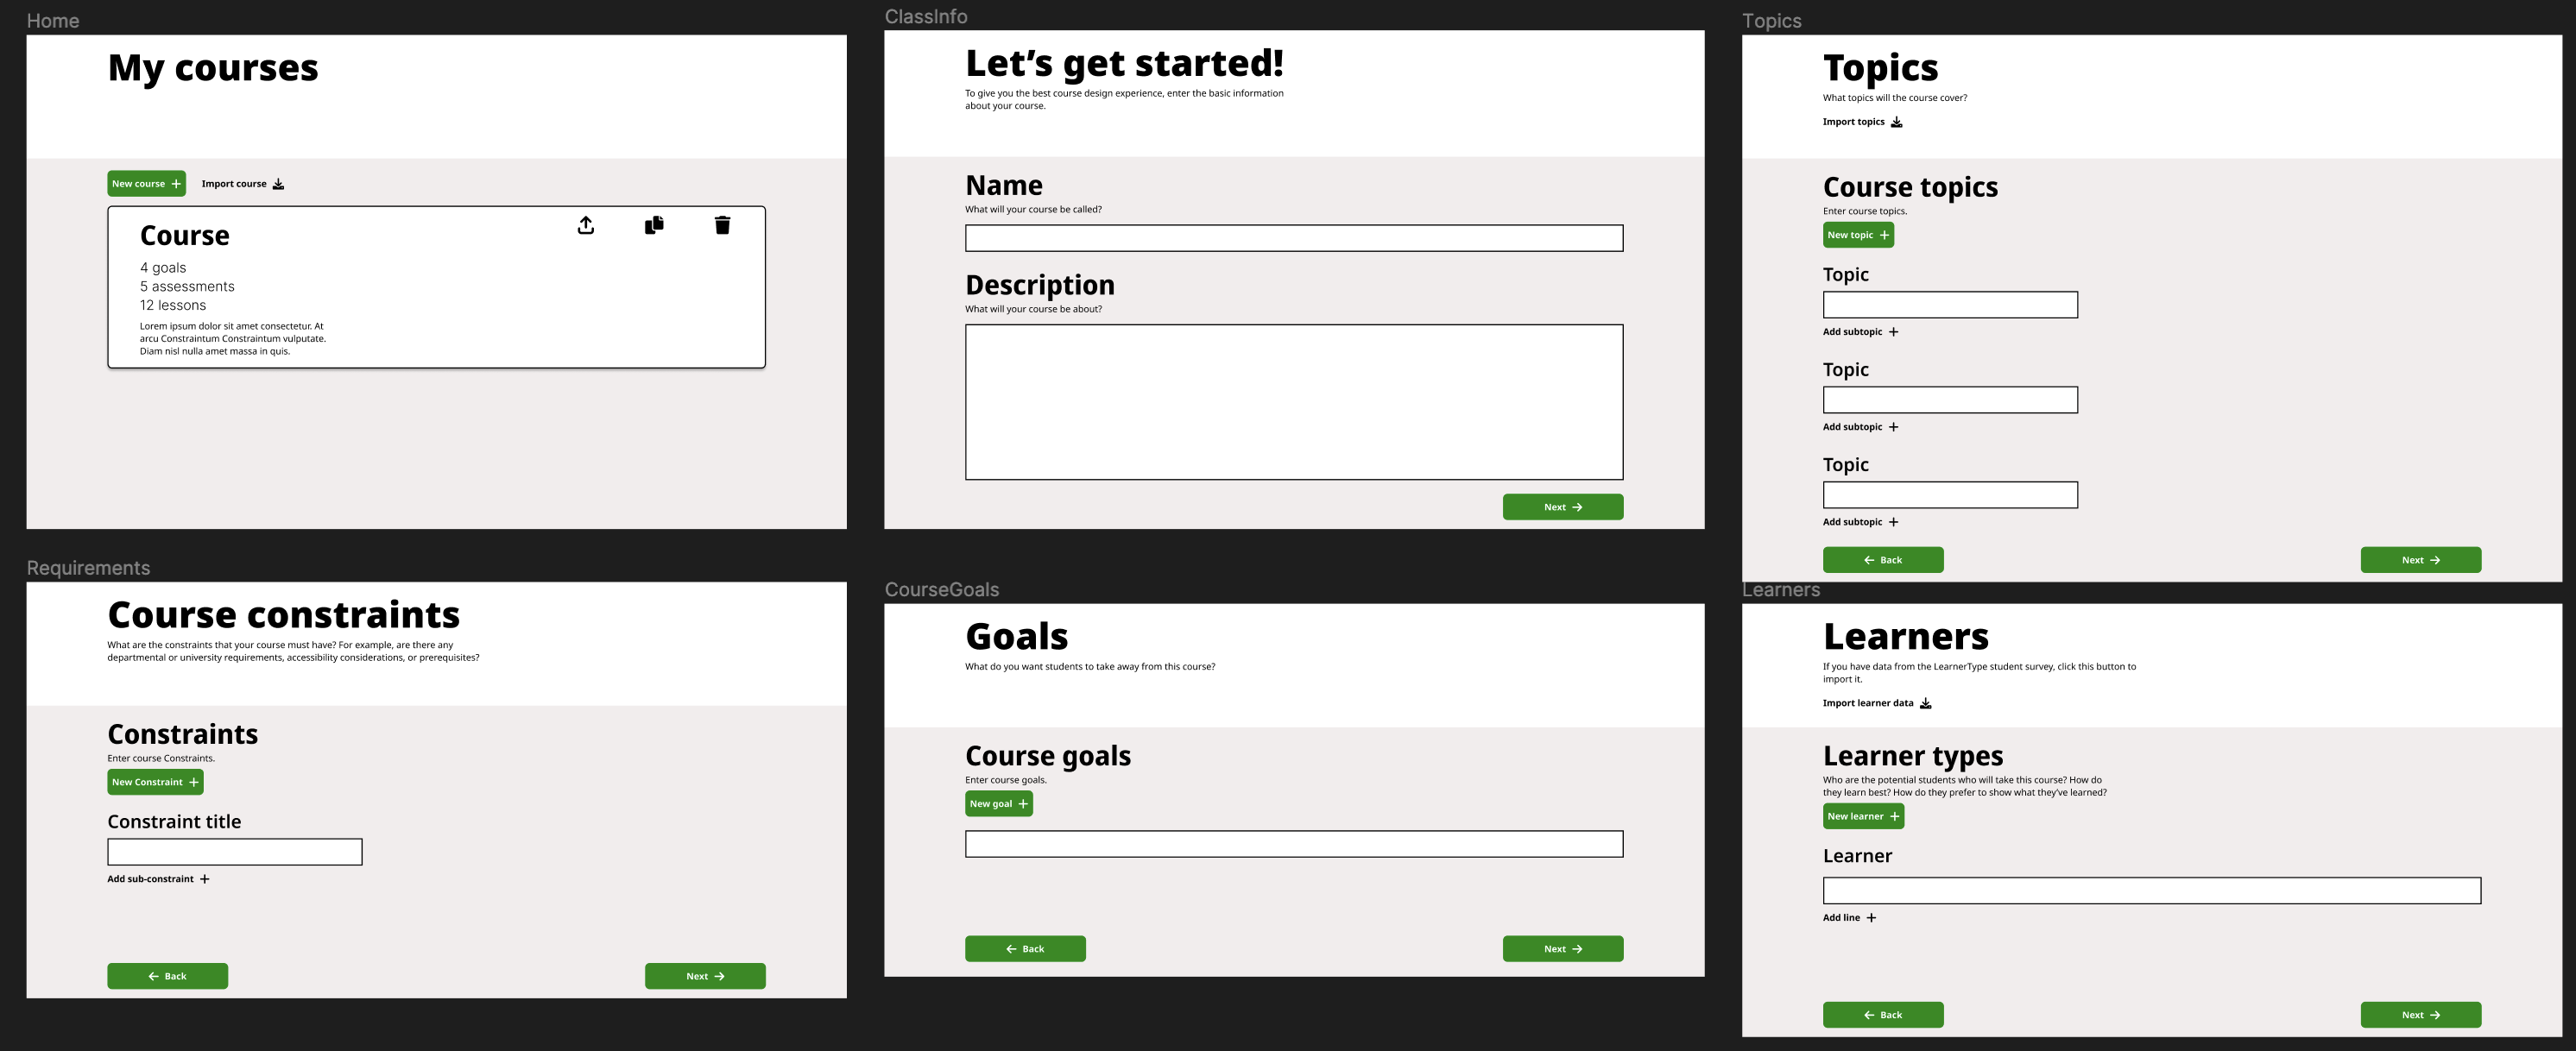 Home
My courses
New course
Import course
Course
4 goals
5 assessments
12 lessons
Lorem ipsum dolor sit amet consectetur. At
arcu Constraintum Constraintum vulputate.
Diam nisl nulla amet massa in quis.
ClassInfo
Let's get started!
To give you the best course design experience, enter the basic information
about your course.
Name
What will your course be called?
Description
What will your course be about?
Next
Topics
Topics
What topics will the course cover?
Import topics
Course topics
Enter course topics.
New topic
Topic
Add subtopic
Topic
Add subtopic
Topic
Add subtopic
Back
Next
Requirements
Course constraints
What are the constraints that your course must have? For example, are there any
departmental or university requirements, accessibility considerations, or prerequisites?
Constraints
Enter course Constraints.
New Constraint
Constraint title
Add sub-constraint
Back
Next
CourseGoals
Goals
What do you want students to take away from this course?
Course goals
Enter course goals.
New goal
Back
Next
Learners
Learners
If you have data from the LearnerType student survey, click this button to
import it.
Import learner data
Learner types
Who are the potential students who will take this course? How do
they learn best? How do they prefer to show what they've learned?
New learner
Learner
Add line
Back
Next